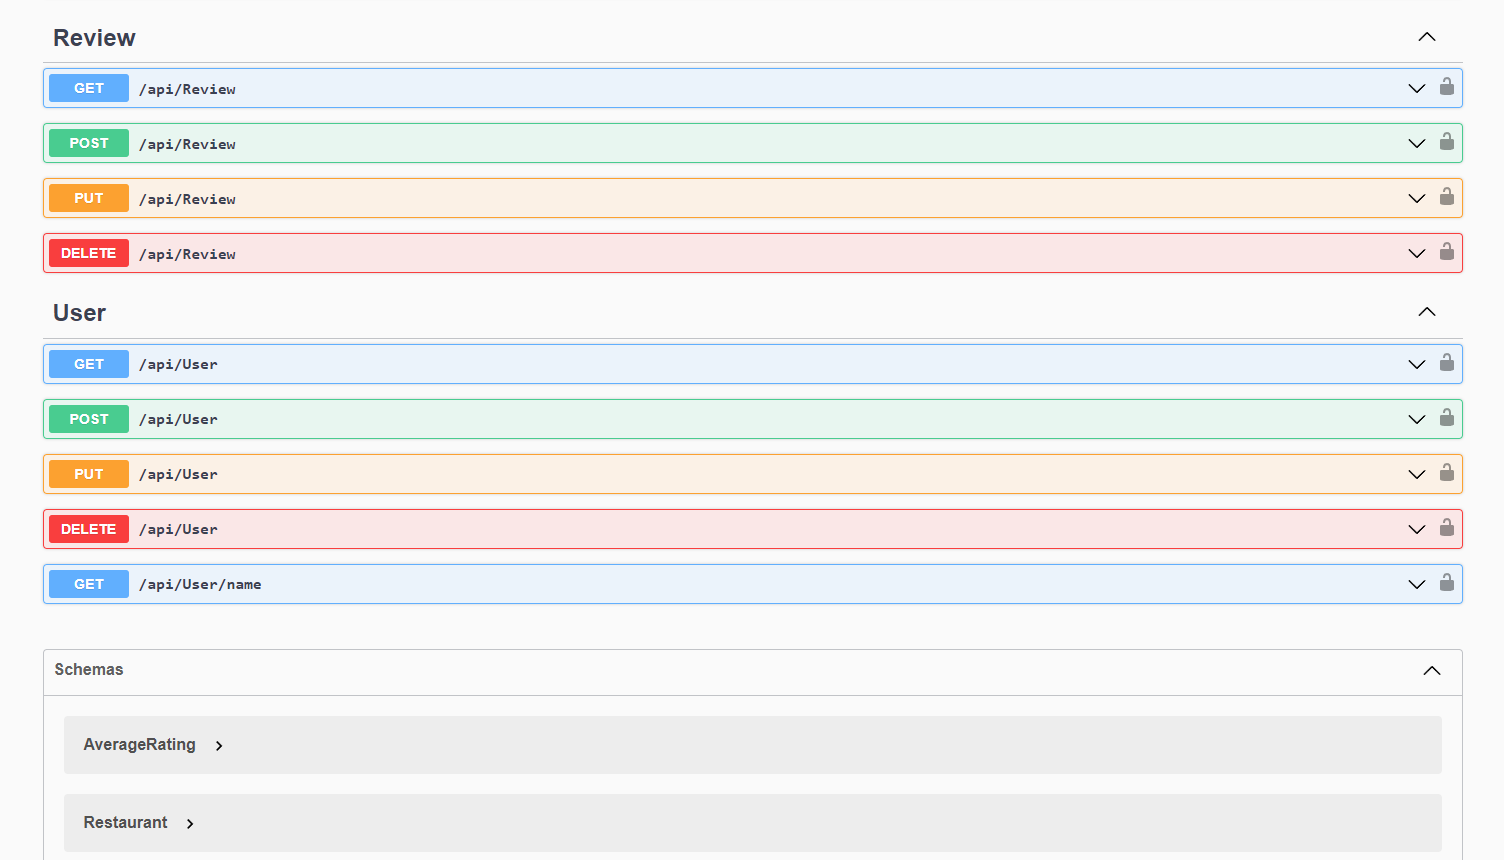 Review
GET /api/Review
POST /api/Review
PUT /api/Review
DELETE /api/Review
User
GET /api/User
POST /api/User
PUT /api/User
DELETE /api/User
GET /api/User/name
Schemas
AverageRating
Restaurant